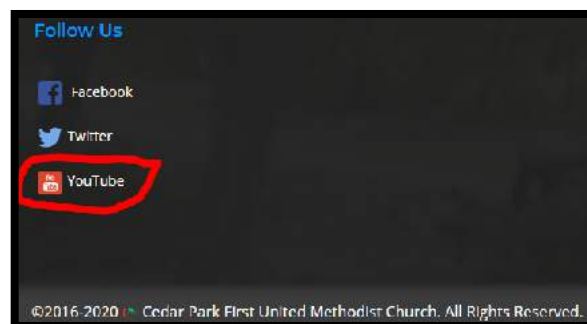 Follow Us
Facebook
Twitter
YouTube
©2016-2020 Cedar Park First United Methodist Church. All Rights Reserved.